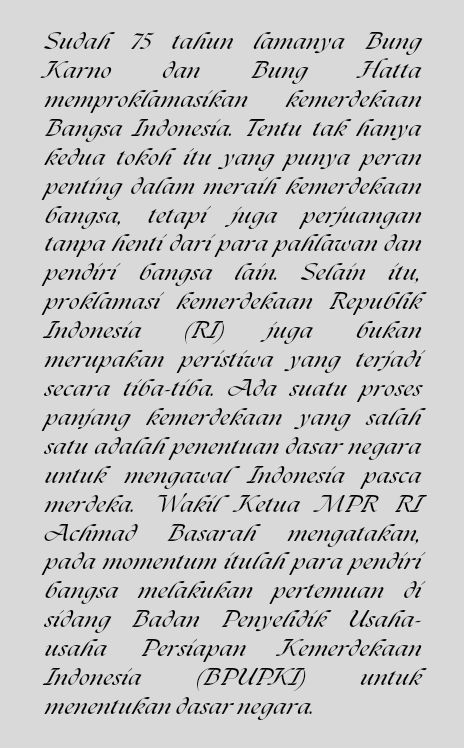 Sudah 75 tahun lamanya Bung
Karno dan Bung Hatta
memproklamasikan kemerdekaan
Bangsa Indonesia. Tentu tak hanya
kedua tokoh itu yang punya peran
penting dalam meraih kemerdekaan
bangsa, tetapi juga perjuangan
tanpa henti dari para pahlawan dan
pendiri bangsa lain. Selain itu,
proklamasi kemerdekaan Republik
Indonesia (RI) juga bukan
merupakan peristiwa yang terjadi
secara tiba-tiba. Ada suatu proses
panjang kemerdekaan yang salah
satu adalah penentuan dasar negara
untuk mengawal Indonesia pasca
merdeka. Wakil Ketua MPR RI
Achmad Basarah mengatakan,
pada momentum itulah para pendiri
bangsa melakukan pertemuan di
sidang Badan Penyelidik Usaha-
usaha Persiapan Kemerdekaan
Indonesia (BPUPKI) untuk
menentukan dasar negara.